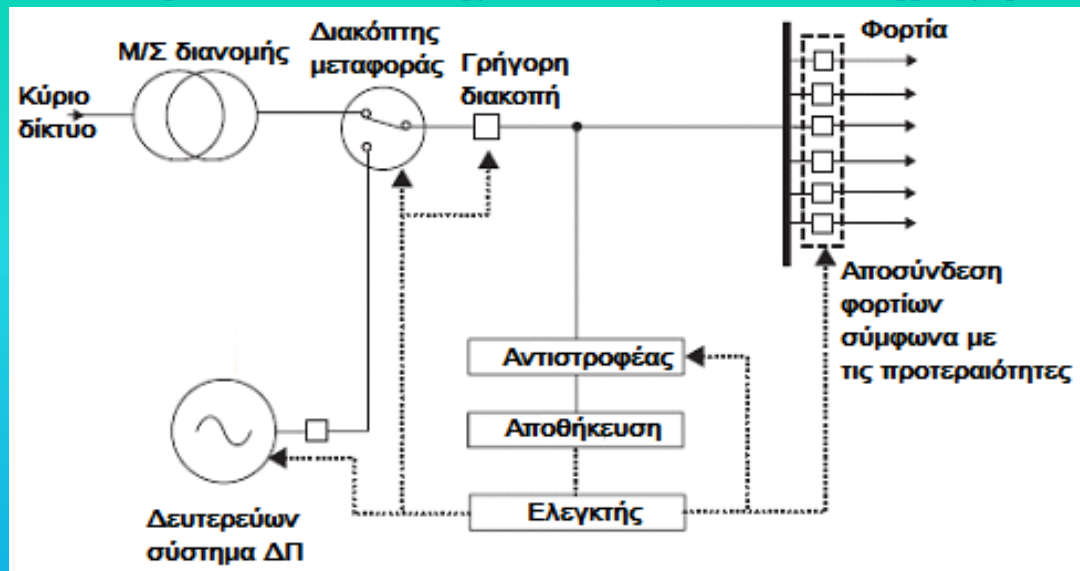 Μ/Σ διανομής
Διακόπτης
μεταφοράς
Γρήγορη
διακοπή
Φορτία
Κύριο
δίκτυο
Αποσύνδεση
φορτίων
σύμφωνα με
τις προτεραιότητες
Αντιστροφέας
Αποθήκευση
Ελεγκτής
Δευτερεύων
σύστημα ΔΠ